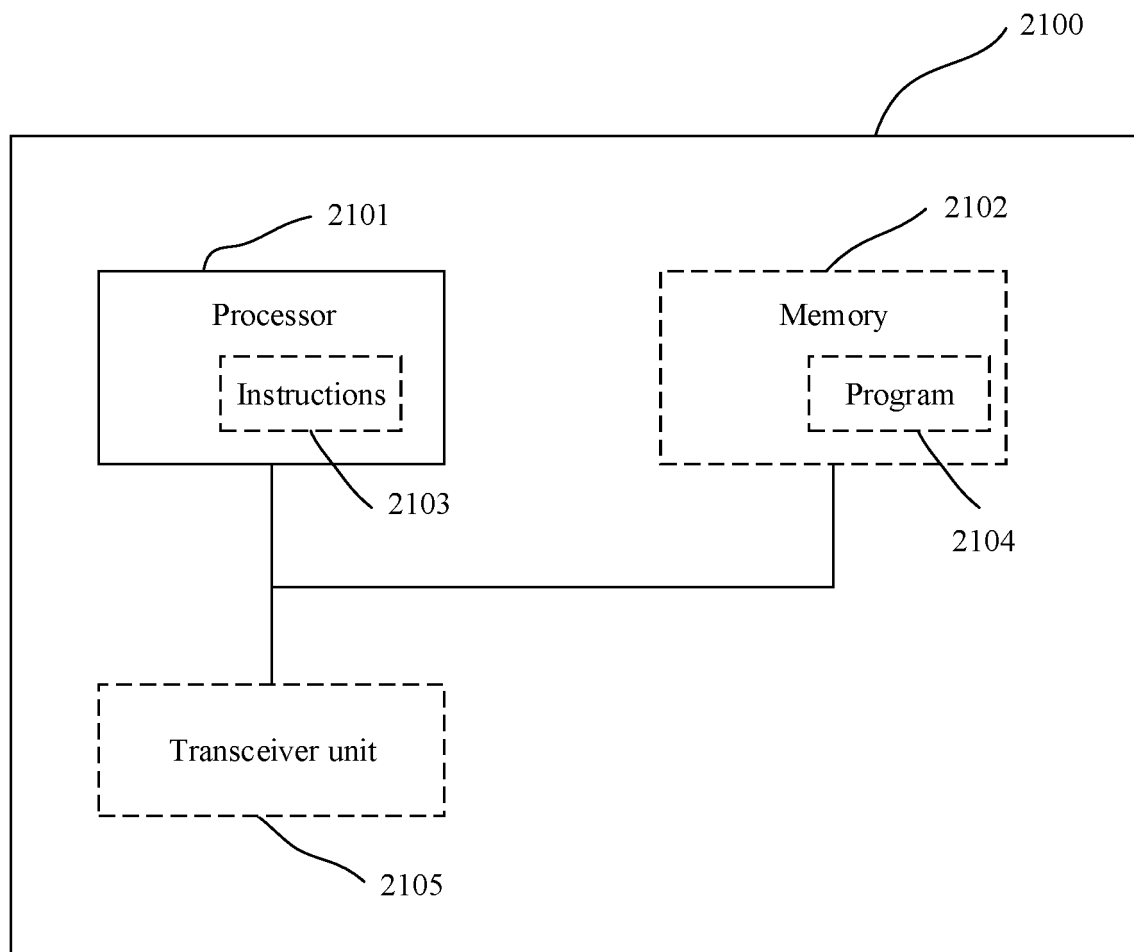 2100
2101
2102
Processor
Memory
Instructions
Program
2103
2104
Transceiver unit
2105